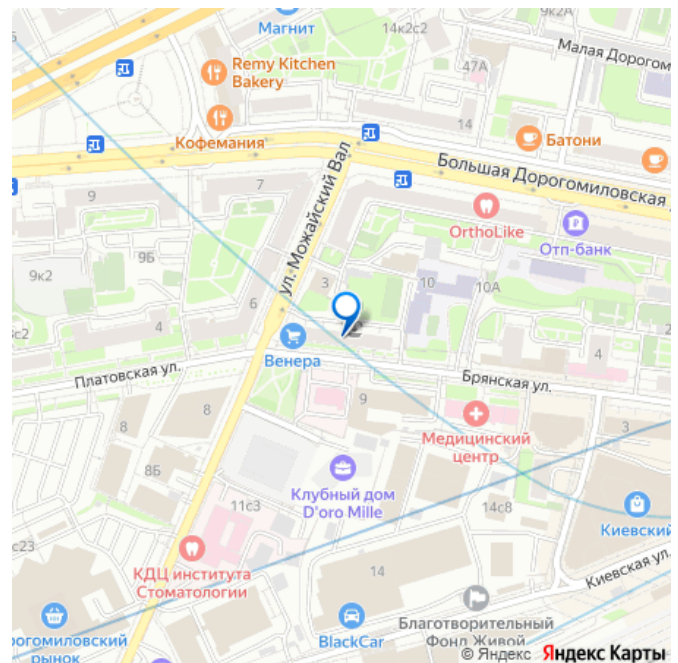 Магнит
14к2с2
9к2А
Малая Дорогом
Remy Kitchen
Bakery
47А
14
Кофемания
Батони
ул. Можайский Вал
Большая Дорогомиловская
9
7
OrthoLike
Отп-банк
9Б
9к2
3
10
10А
6
4
Венера
4
Платовская ул.
Брянская ул.
9
8
8
3
Медицинский
центр
8Б
Клубный дом
D'oro Mille
11с3
14с8
Киевский
с23
КДЦ института
Стоматологии
14
Киевская ул.
рогомиловский
рынок
BlackCar
Благотворительный
Фонд Живой
© Яндекс Яндекс Карты